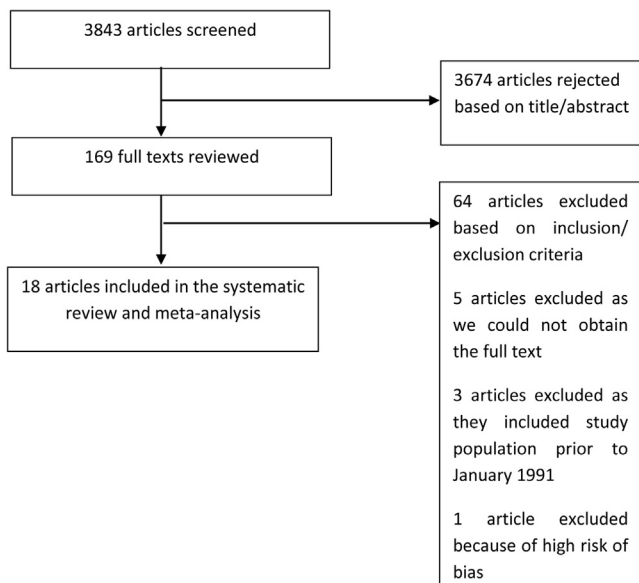 3843 articles screened
3674 articles rejected
based on title/abstract
169 full texts reviewed
64 articles excluded
based on inclusion/
exclusion criteria
5 articles excluded as
we could not obtain
the full text
3 articles excluded as
they included study
population prior to
January 1991
1 article excluded
because of high risk of
bias
18 articles included in the systematic
review and meta-analysis